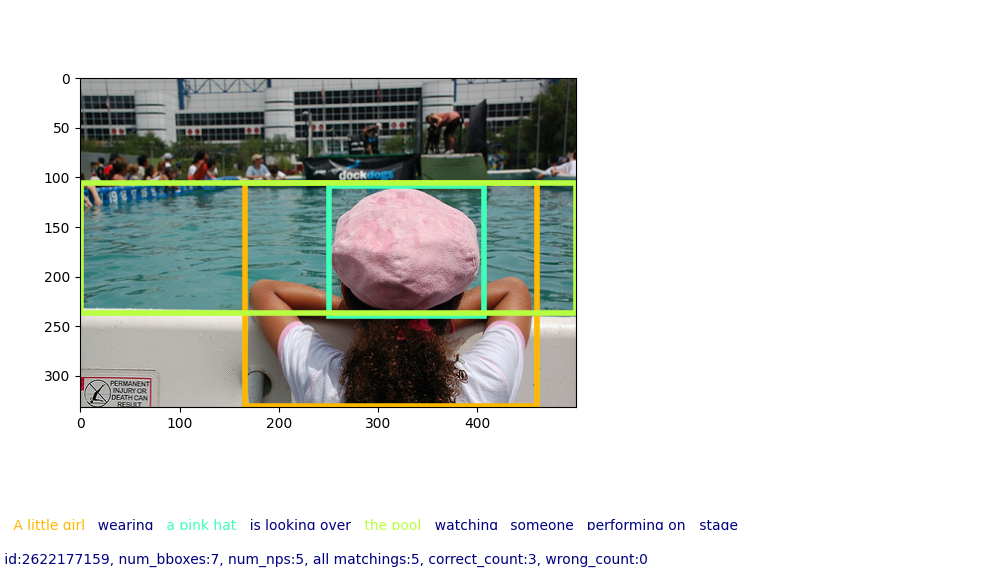 0
50
100
150
200
250
300
0 100 200 300 400
dockdogs
PERMANENT
INJURY OR
DEATH CAN
RESULT
A little girl wearing a pink hat is looking over the pool watching someone performing on stage
id:2622177159, num_bboxes:7, num_nps:5, all matchings:5, correct_count:3, wrong_count:0